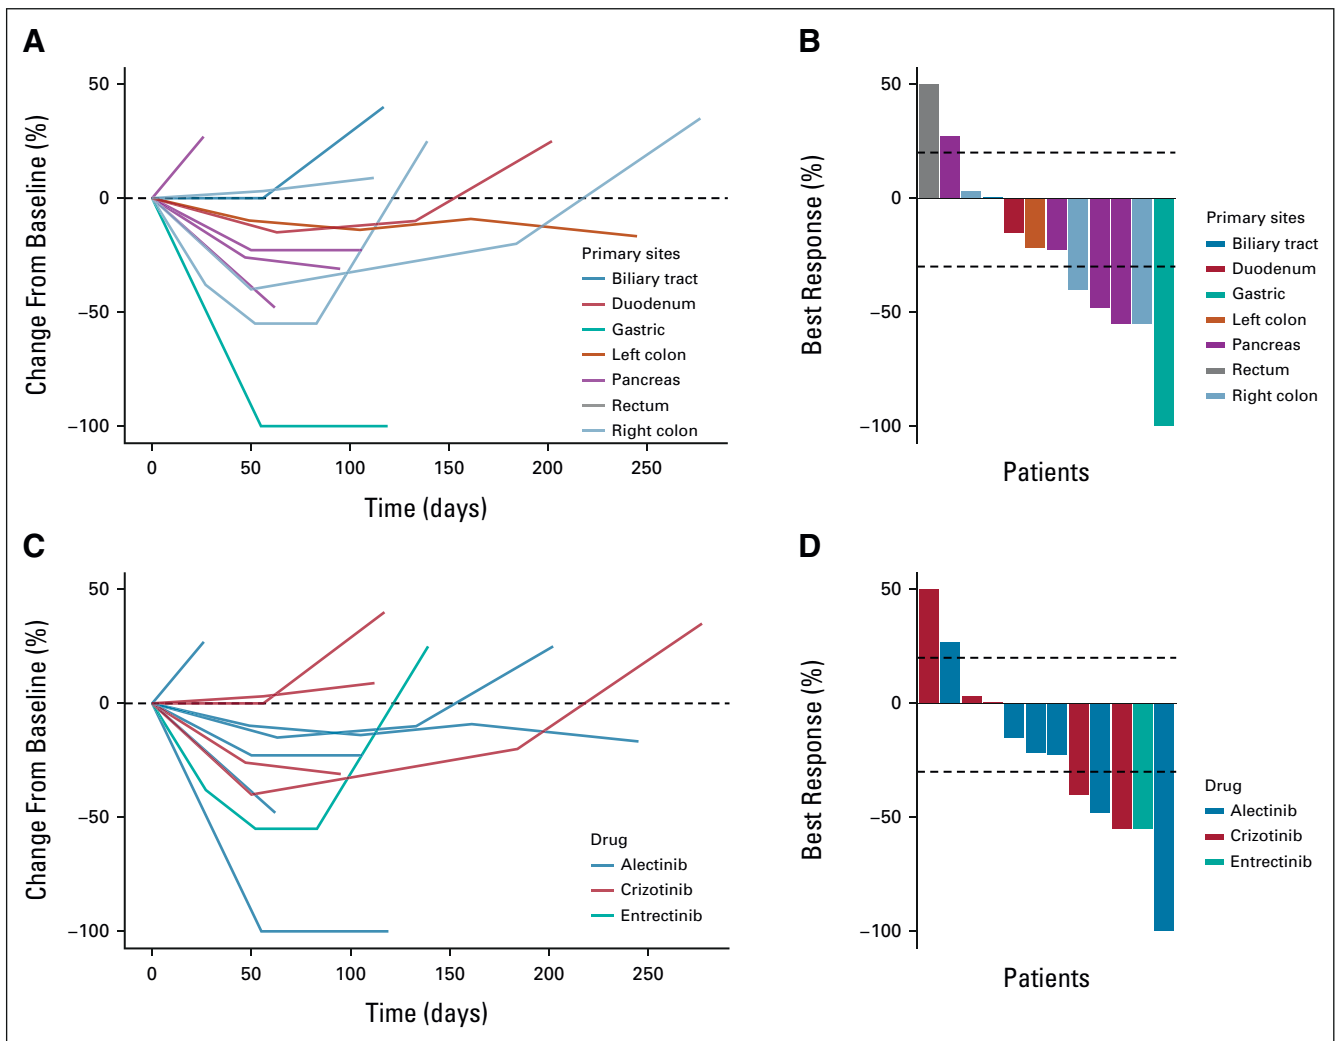 A
Change From Baseline (%)
50
0
−50
−100
0 50 100 150 200 250
Time (days)
Primary sites
Biliary tract
Duodenum
Gastric
Left colon
Pancreas
Rectum
Right colon
B
Best Response (%)
50
0
−50
−100
Patients
Primary sites
Biliary tract
Duodenum
Gastric
Left colon
Pancreas
Rectum
Right colon
C
Change From Baseline (%)
50
0
−50
−100
0 50 100 150 200 250
Time (days)
Drug
Alectinib
Crizotinib
Entrectinib
D
Best Response (%)
50
0
−50
−100
Patients
Drug
Alectinib
Crizotinib
Entrectinib